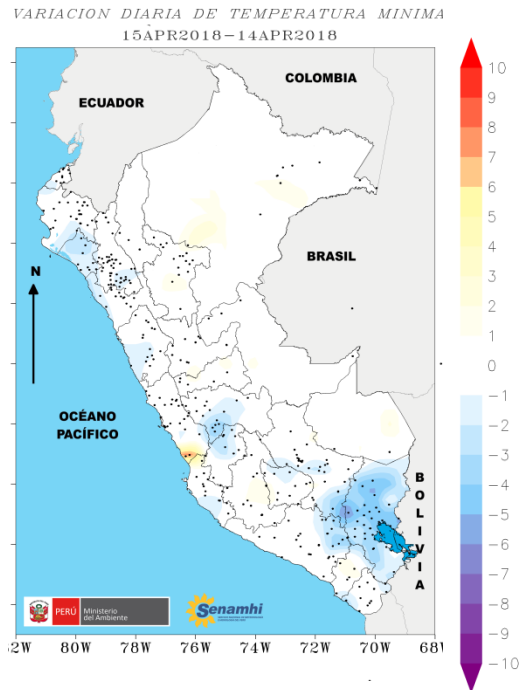 VARIACION DIARIA DE TEMPERATURA MINIMA
15APR2018-14APR2018
COLOMBIA
ECUADOR
BRASIL
N
OCÉANO
PACÍFICO
BOLIVIA
PERÚ
Ministerio
del Ambiente
Senamhi
:2W 80W 78W 76W 74W 72W 70W 681
10
9
8
7
6
5
4
3
2
1
0
-1
-2
-3
-4
-5
-6
-7
-8
-9
-10